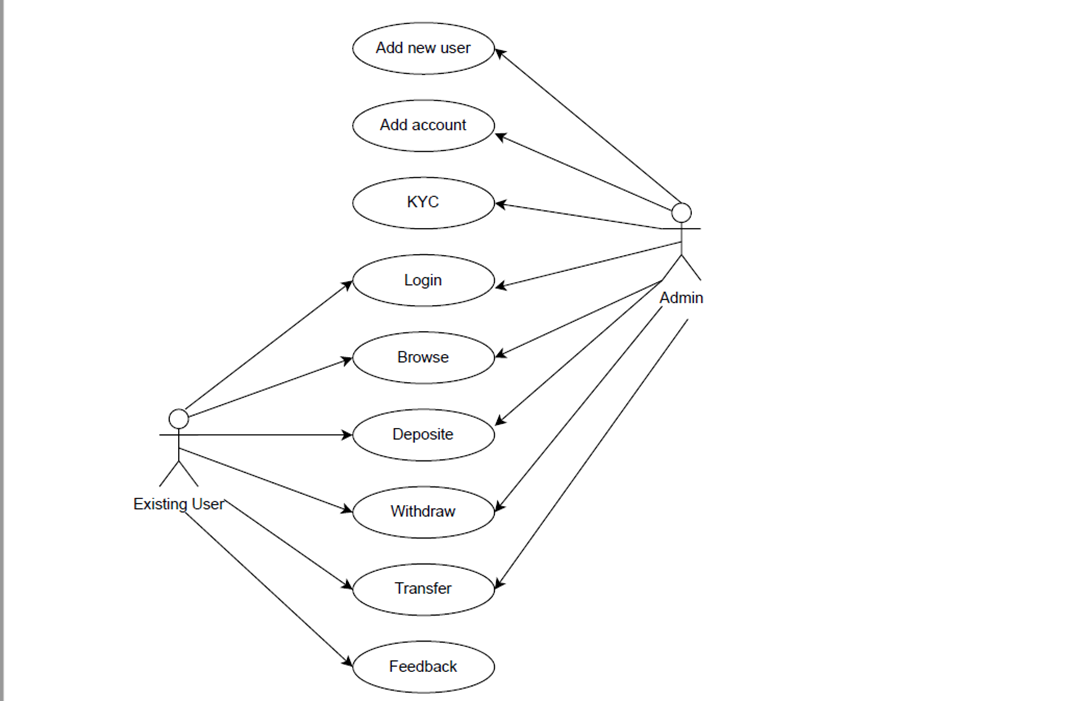 Add new user
Add account
KYC
Login
Admin
Browse
Deposite
Existing User
Withdraw
Transfer
Feedback